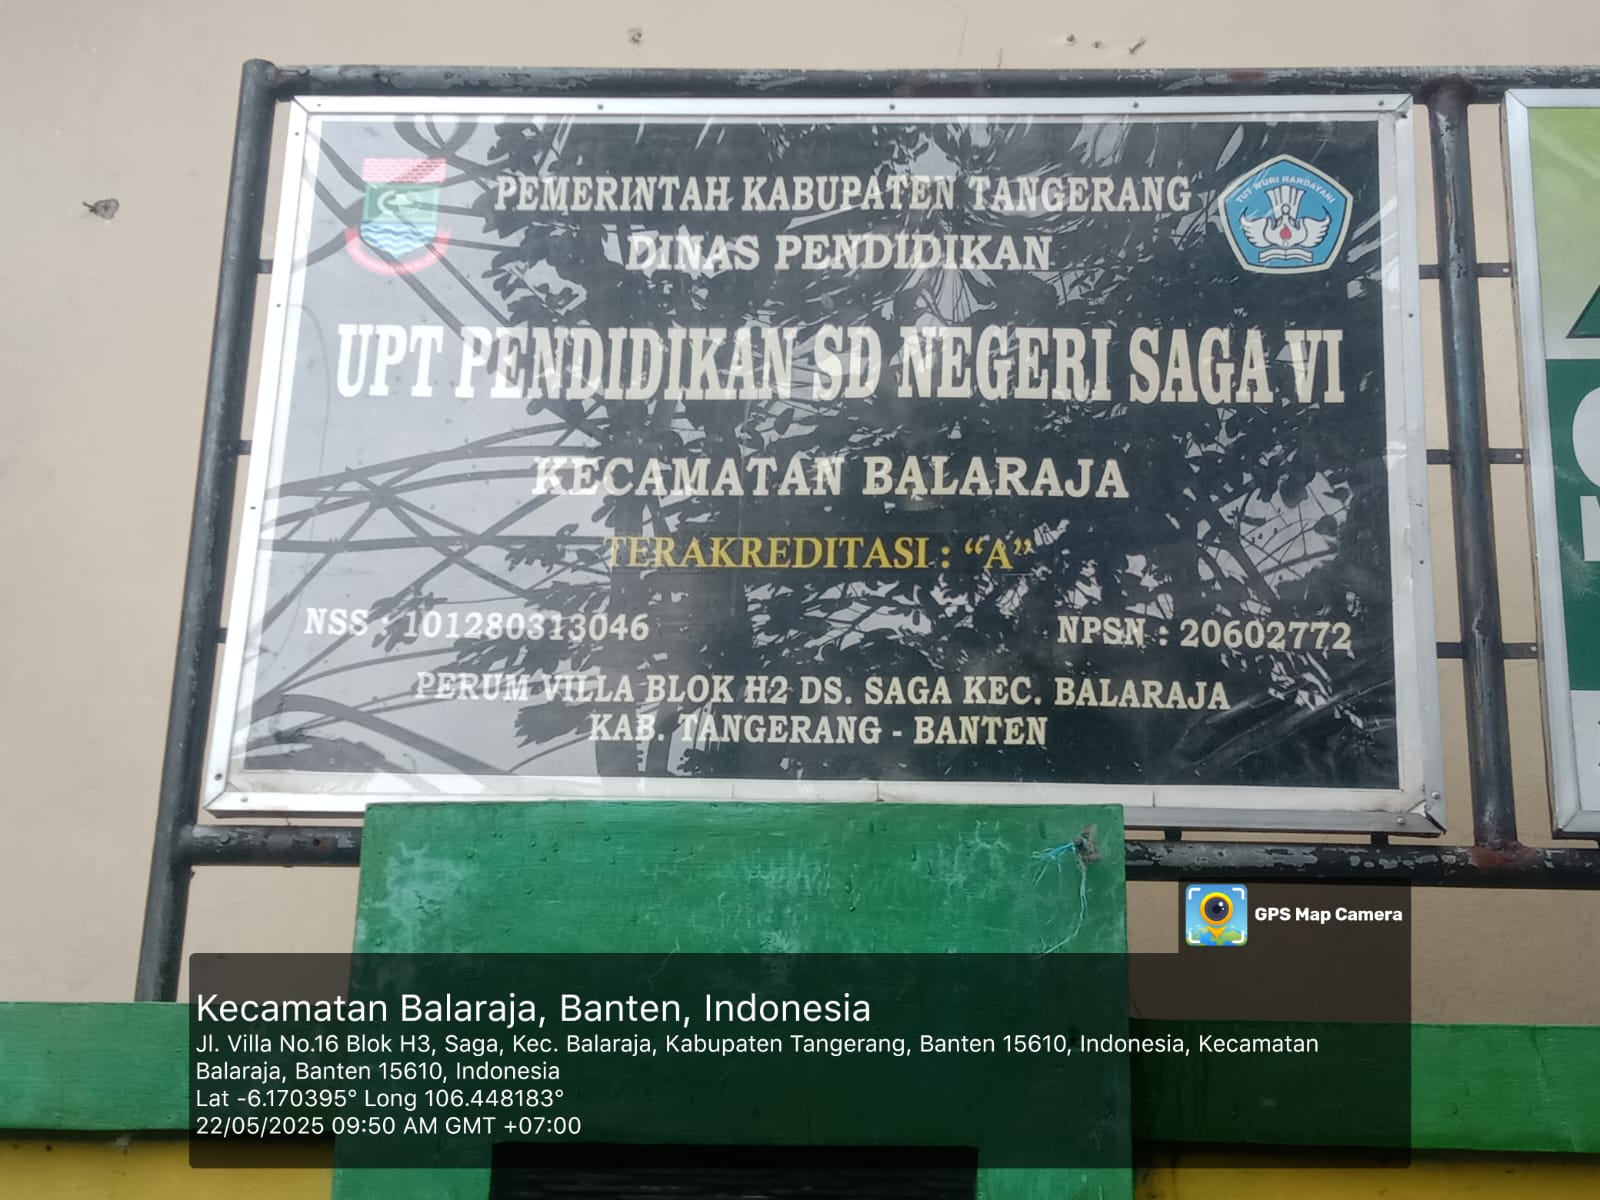 PEMERINTAH KABUPATEN TANGERANG
DINAS PENDIDIKAN
TUT WURI HANDAYANI
UPT PENDIDIKAN SD NEGERI SAGA VI
KECAMATAN BALARAJA
TERAKREDITASI : “A”
NSS : 101280313046
NPSN : 20602772
PERUM VILLA BLOK H2 DS. SAGA KEC. BALARAJA
KAB. TANGERANG - BANTEN
GPS Map Camera
Kecamatan Balaraja, Banten, Indonesia
Jl. Villa No.16 Blok H3, Saga, Kec. Balaraja, Kabupaten Tangerang, Banten 15610, Indonesia, Kecamatan
Balaraja, Banten 15610, Indonesia
Lat -6.170395° Long 106.448183°
22/05/2025 09:50 AM GMT +07:00